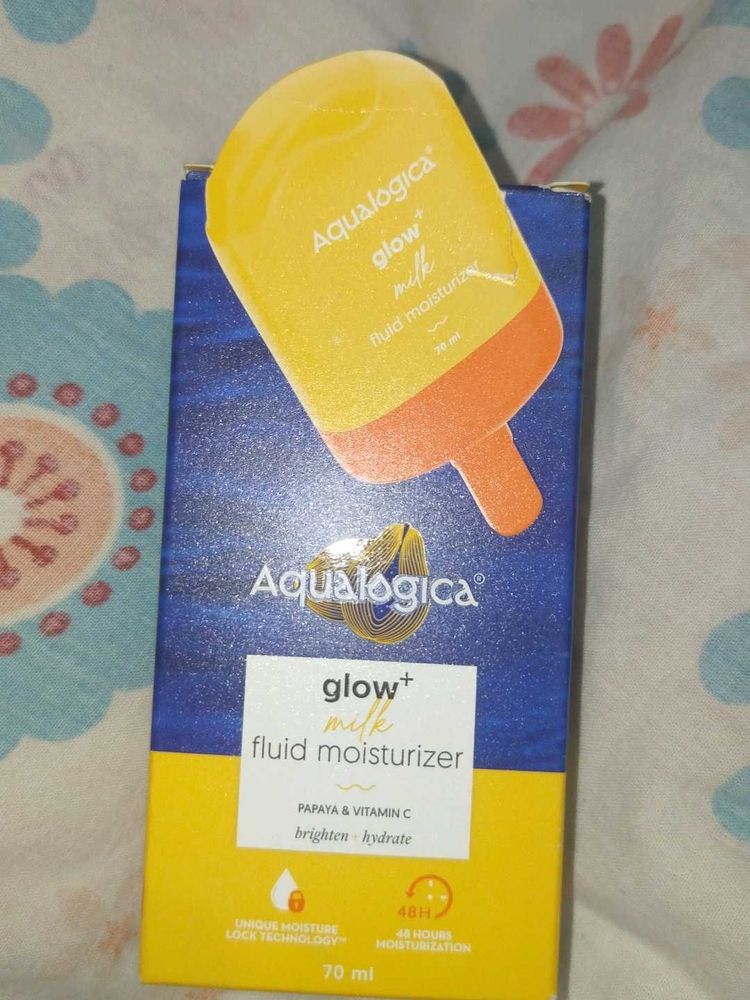 Aqualogica®
glow+
milk
fluid moisturizer
70 ml
Aqualogica®
glow+
milk
fluid moisturizer
PAPAYA & VITAMIN C
brighten + hydrate
48H
UNIQUE MOISTURE
LOCK TECHNOLOGY™
48 HOURS
MOISTURIZATION
70 ml